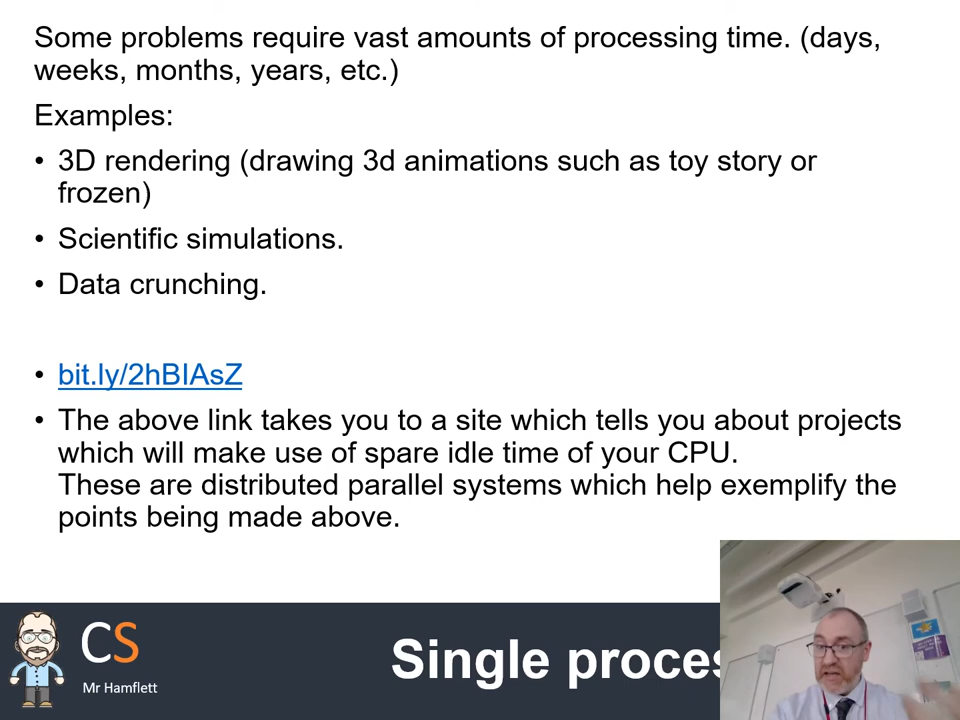 Some problems require vast amounts of processing time. (days,
weeks, months, years, etc.)
Examples:
• 3D rendering (drawing 3d animations such as toy story or
frozen)
• Scientific simulations.
• Data crunching.
• bit.ly/2hBIAsZ
• The above link takes you to a site which tells you about projects
which will make use of spare idle time of your CPU.
These are distributed parallel systems which help exemplify the
points being made above.
CS
Mr Hamflett
Single proces